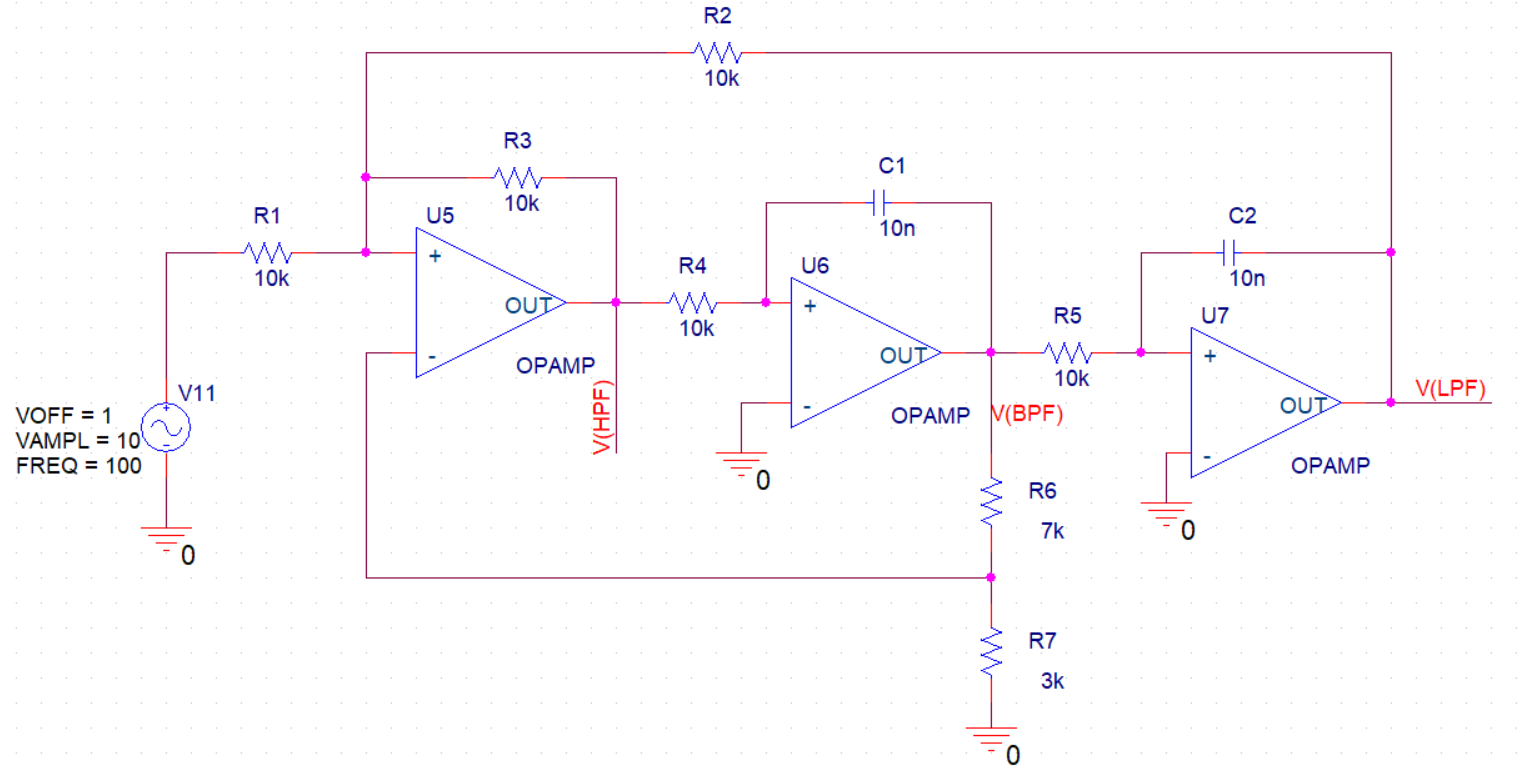 R2
10k
R3
10k
C1
10n
R1
10k
U5
+
OUT
-
OPAMP
R4
10k
U6
+
OUT
-
OPAMP
C2
10n
R5
10k
U7
+
OUT
-
OPAMP
V(HPF)
V(BPF)
V(LPF)
V11
+
-
VOFF = 1
VAMPL = 10
FREQ = 100
0
0
0
R6
7k
R7
3k
0